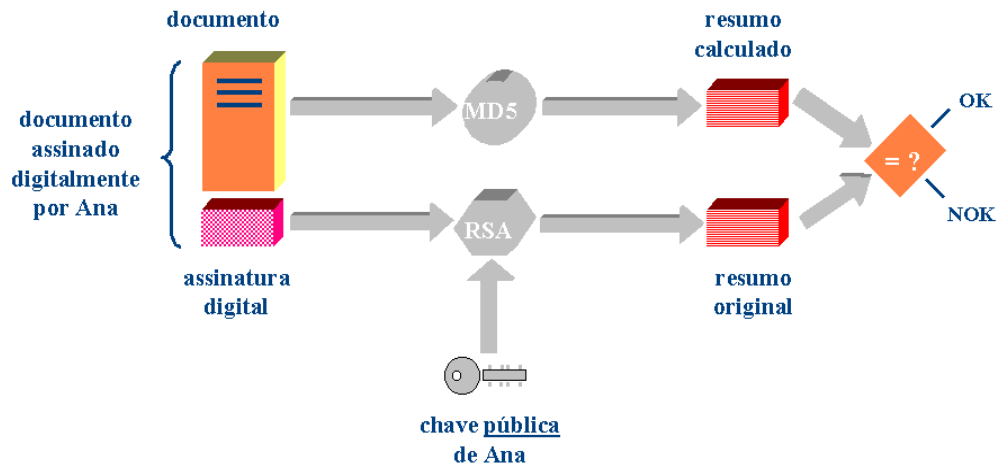 documento
resumo
calculado
documento
assinado
digitalmente
por Ana
MD5
OK
= ?
NOK
RSA
assinatura
digital
resumo
original
chave pública
de Ana